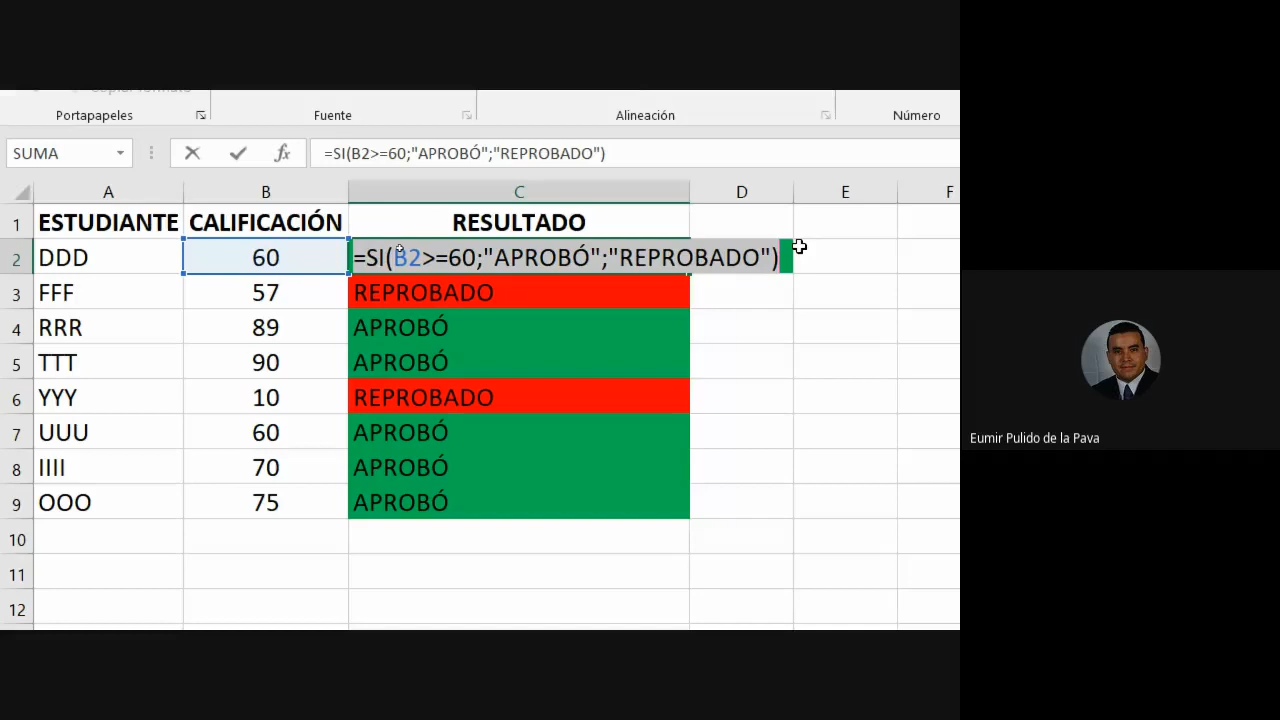 Portapapeles Fuente Alineación Número
SUMA fx =SI(B2>=60;"APROBÓ";"REPROBADO")
A B C D E F
1 ESTUDIANTE CALIFICACIÓN RESULTADO
2 DDD 60 =SI(B2>=60;"APROBÓ";"REPROBADO")
3 FFF 57 REPROBADO
4 RRR 89 APROBÓ
5 TTT 90 APROBÓ
6 YYY 10 REPROBADO
7 UUU 60 APROBÓ
8 IIII 70 APROBÓ
9 OOO 75 APROBÓ
10
11
12
Eumir Pulido de la Pava